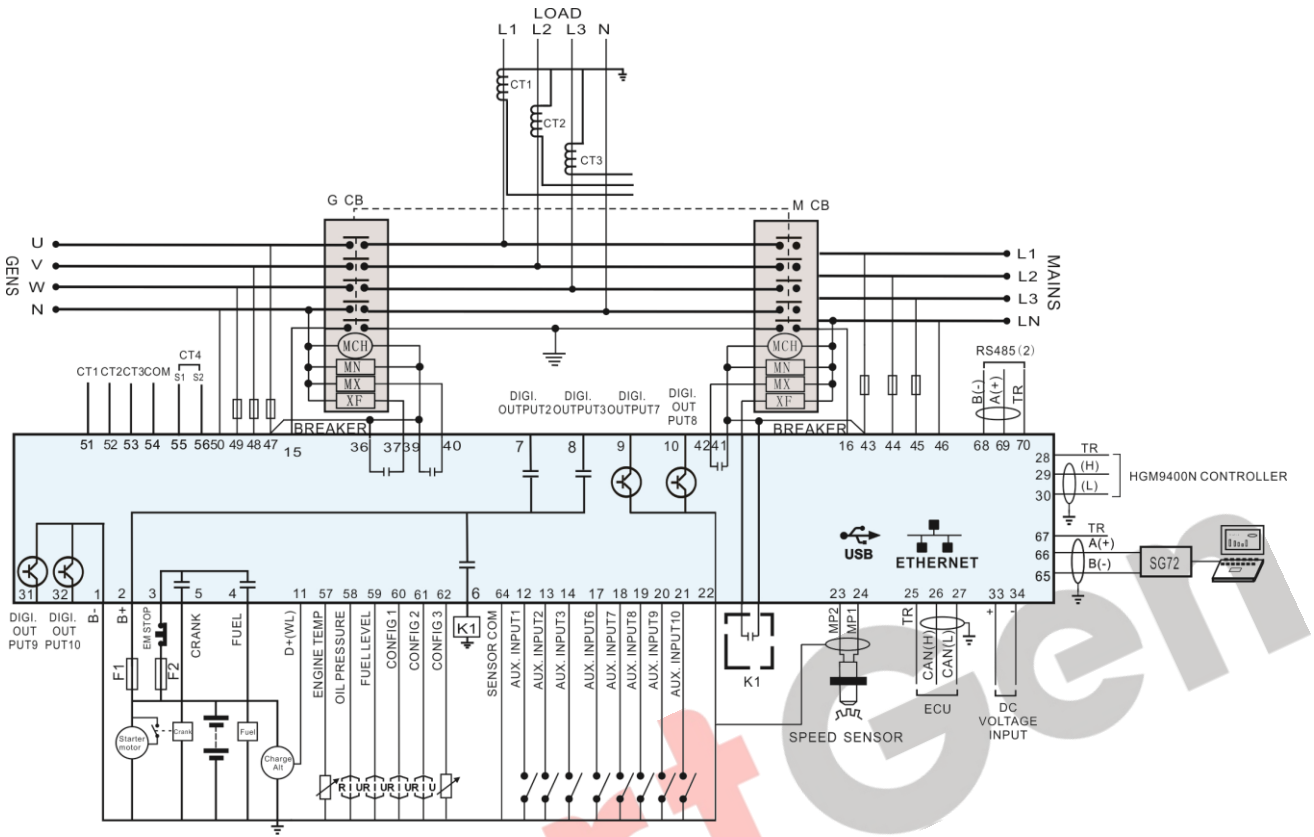 LOAD
L1 L2 L3 N
CT1
CT2
CT3
G CB
M CB
GENS
U
V
W
N
MCH
MN
MX
XF
MCH
MN
MX
XF
L1
L2
L3
LN
MAINS
CT1 CT2 CT3 COM
CT4
S1 S2
RS485(2)
B(-)
A(+)
TR
DIGI.
OUTPUT2
DIGI.
OUTPUT3
DIGI.
OUTPUT7
DIGI.
OUT
PUT8
BREAKER
BREAKER
51 52 53 54 55 56 50 49 48 47 15 36 37 39 40 7 8 9 10 42 41 16 43 44 45 46 68 69 70
28 TR
29 (H)
30 (L)
HGM9400N CONTROLLER
67 TR
66 A(+)
65 B(-)
SG72
USB
ETHERNET
31 32 1 2 3 5 4 11 57 58 59 60 61 62 6 64 12 13 14 17 18 19 20 21 22 23 24 25 26 27 33 34
DIGI.
OUT
PUT9
DIGI.
OUT
PUT10
B-
B+
EM STOP
CRANK
FUEL
D+(WL)
ENGINE TEMP
OIL PRESSURE
FUEL LEVEL
CONFIG 1
CONFIG 2
CONFIG 3
K1
SENSOR COM
AUX. INPUT1
AUX. INPUT2
AUX. INPUT3
AUX. INPUT6
AUX. INPUT7
AUX. INPUT8
AUX. INPUT9
AUX. INPUT10
K1
MP2
MP1
SPEED SENSOR
TR
CAN(H)
CAN(L)
ECU
+
-
DC
VOLTAGE
INPUT
F1
F2
Starter
motor
Crank
Fuel
Charge
Alt
R I U R I U R I U R I U
rtGen